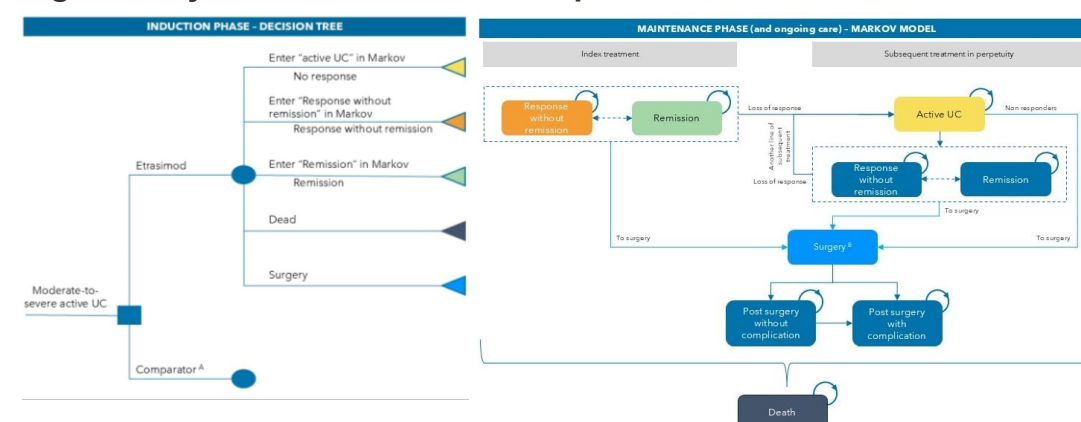 INDUCTION PHASE – DECISION TREE
Enter “active UC” in Markov
No response
Enter “Response without
remission” in Markov
Response without remission
Etrasimod
Enter “Remission” in Markov
Remission
Dead
Surgery
Moderate-to-
severe active UC
Comparator A
MAINTENANCE PHASE (and ongoing care) – MARKOV MODEL
Index treatment
Subsequent treatment in perpetuity
Response
without
remission
Remission
Loss of response
Another line of
subsequent
treatment
Active UC
Non responders
Loss of response
Response
without
remission
Remission
To surgery
To surgery
Surgery B
To surgery
Post surgery
without
complication
Post surgery
with
complication
Death